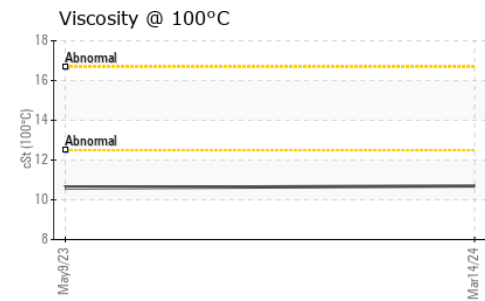 Viscosity @ 100°C
18
Abnormal
16
14
Abnormal
12
10
8
cSt (100°C)
May9/23
Mar14/24